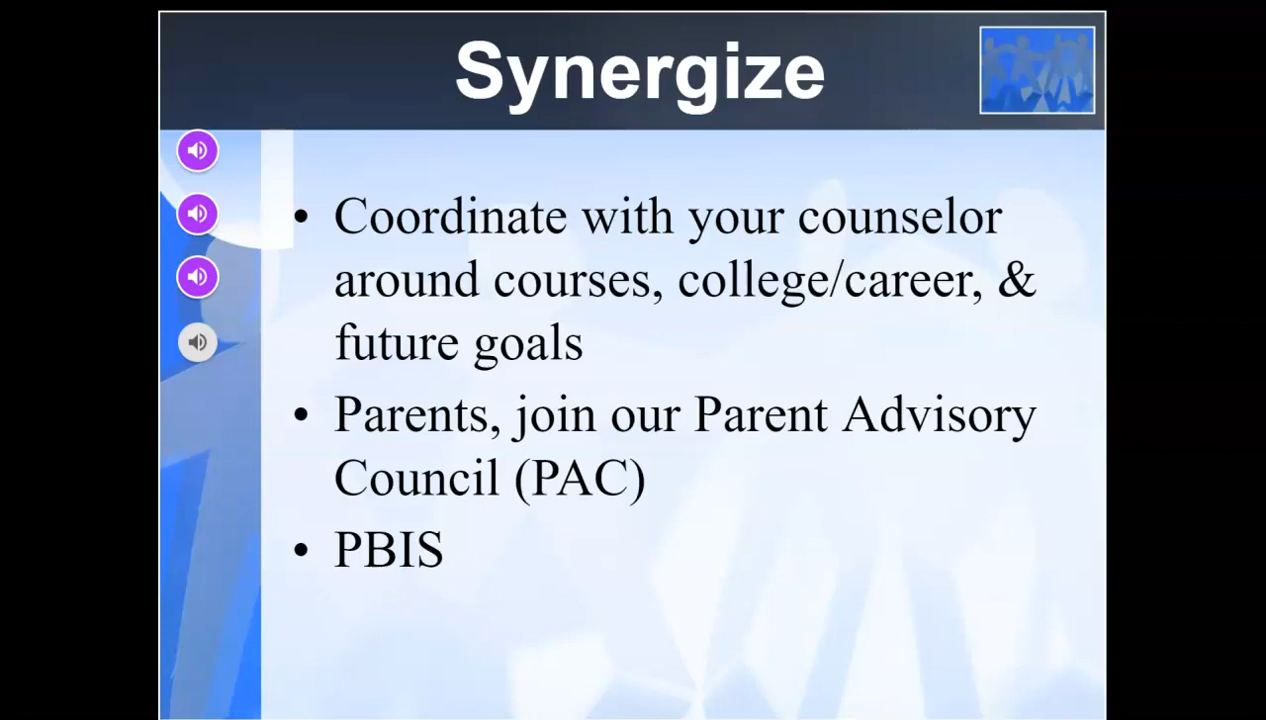 Synergize
• Coordinate with your counselor
around courses, college/career, &
future goals
• Parents, join our Parent Advisory
Council (PAC)
• PBIS